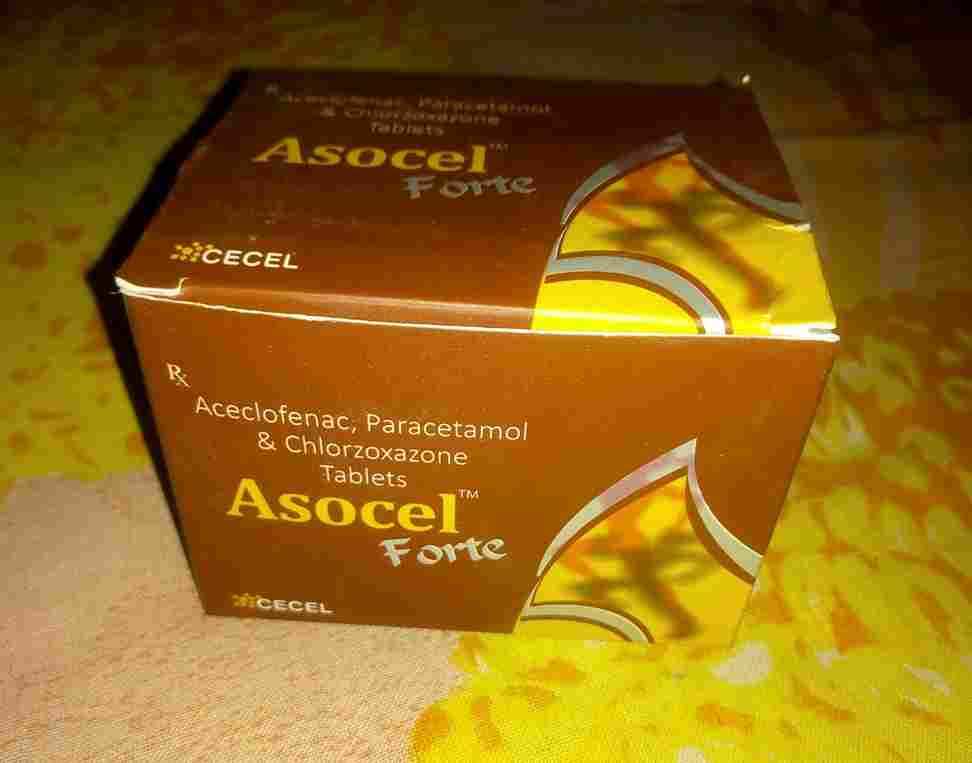 Rx
Aceclofenac, Paracetamol
& Chlorzoxazone
Tablets
Asocel™
Forte
CECEL
Rx
Aceclofenac, Paracetamol
& Chlorzoxazone
Tablets
Asocel™
Forte
CECEL